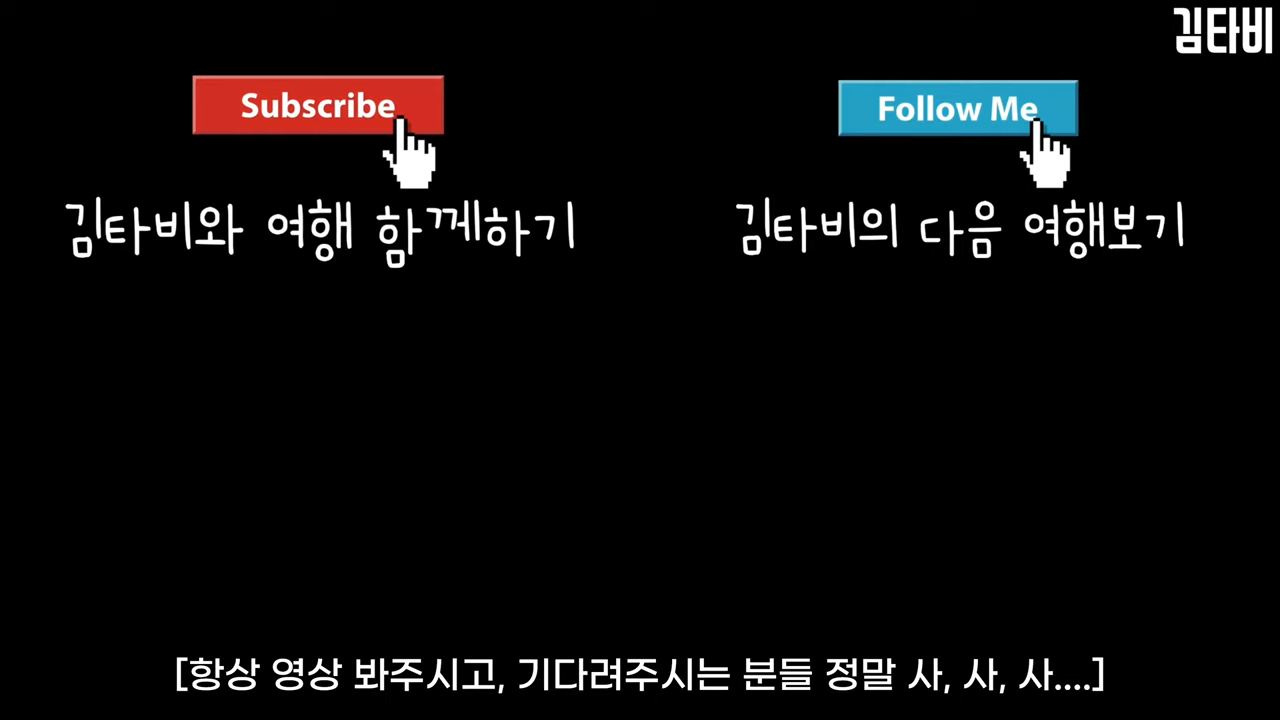 김타비
Subscribe
Follow Me
김타비와 여행 함께하기
김타비의 다음 여행보기
[항상 영상 봐주시고, 기다려주시는 분들 정말 사, 사, 사....]